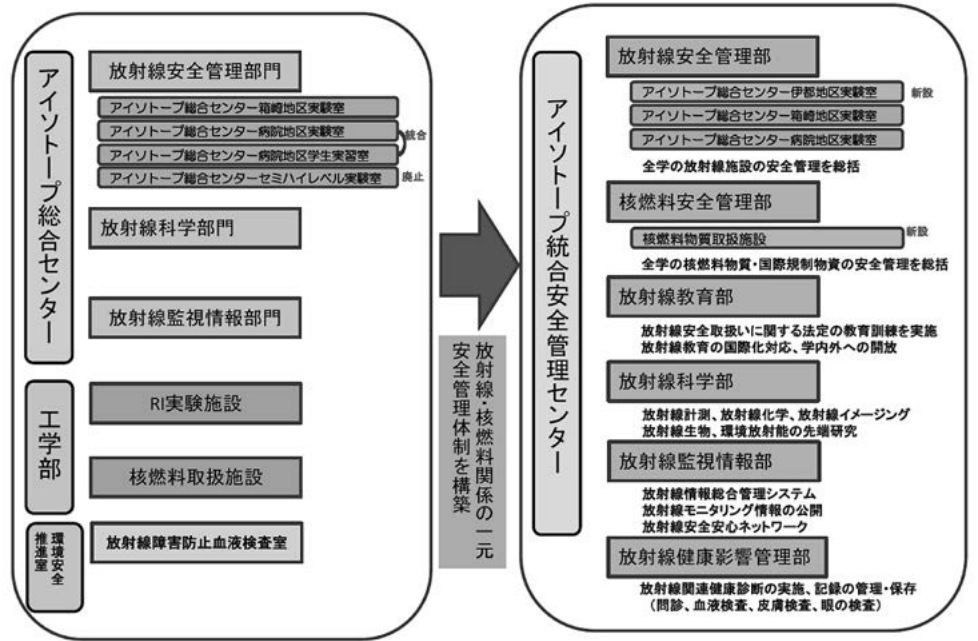 アイソトープ総合センター
放射線安全管理部門
アイソトープ総合センター箱崎地区実験室
アイソトープ総合センター病院地区実験室
統合
アイソトープ総合センター病院地区学生実習室
アイソトープ総合センターセミハイレベル実験室
廃止
放射線科学部門
放射線監視情報部門
工学部
RI実験施設
核燃料取扱施設
環境安全
推進室
放射線障害防止血液検査室
放射線・核燃料関係の一元
安全管理体制を構築
アイソトープ統合安全管理センター
放射線安全管理部
アイソトープ総合センター伊都地区実験室
新設
アイソトープ総合センター箱崎地区実験室
アイソトープ総合センター病院地区実験室
全学の放射線施設の安全管理を総括
核燃料安全管理部
核燃料物質取扱施設
新設
全学の核燃料物質・国際規制物資の安全管理を総括
放射線教育部
放射線安全取扱いに関する法定の教育訓練を実施
放射線教育の国際化対応、学内外への開放
放射線科学部
放射線計測、放射線化学、放射線イメージング
放射線生物、環境放射能の先端研究
放射線監視情報部
放射線情報総合管理システム
放射線モニタリング情報の公開
放射線安全安心ネットワーク
放射線健康影響管理部
放射線関連健康診断の実施、記録の管理・保存
（問診、血液検査、皮膚検査、眼の検査）